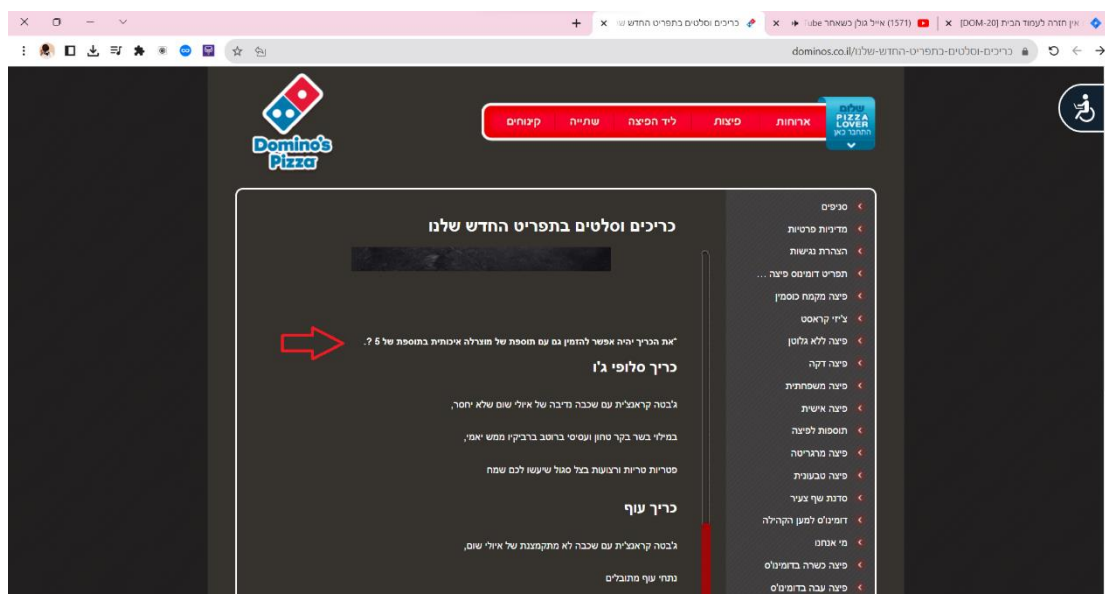 אין חזרה לעמוד הבית [DOM-20]
(1571) אייל גולן כשאחר
כריכים וסלטים בתפריט החדש
dominos.co.il/כריכים-וסלטים-בתפריט-החדש-שלנו
Domino's
Pizza
שלום
PIZZA
LOVER
התחבר כאן
ארוחות
פיצות
ליד הפיצה
שתייה
קינוחים
סניפים
מדיניות פרטיות
הצהרת נגישות
תפריט דומינוס פיצה ...
פיצה מקמח כוסמין
צ'יזי קראסט
פיצה ללא גלוטן
פיצה דקה
פיצה משפחתית
פיצה אישית
תוספות לפיצה
פיצה מרגריטה
פיצה טבעונית
סדנת שף צעיר
דומינו'ס למען הקהילה
מי אנחנו
פיצה כשרה בדומינו'ס
פיצה עבה בדומינו'ס
כריכים וסלטים בתפריט החדש שלנו
*את הכריך יהיה אפשר להזמין גם עם תוספת של מוצרלה איכותית בתוספת של 5 ?.
כריך סלופי ג'ו
ג'בטה קראנצ'ית עם שכבה נדיבה של איולי שום שלא יחסר,
במילוי בשר בקר טחון ועסיסי ברוטב ברביקיו ממש יאמי,
פטריות טריות ורצועות בצל סגול שיעשו לכם שמח
כריך עוף
ג'בטה קראנצ'ית עם שכבה לא מתקמצנת של איולי שום,
נתחי עוף מתובלים